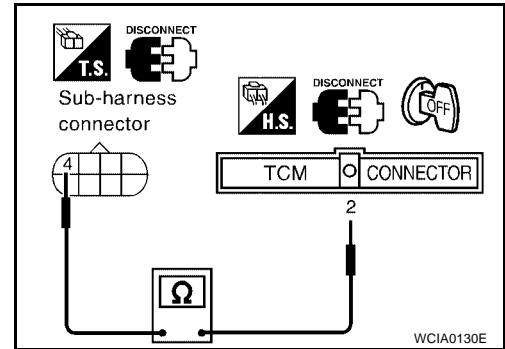 DISCONNECT
T.S.
Sub-harness
connector
4
DISCONNECT
H.S.
OFF
TCM CONNECTOR
2
Ω
WCIA0130E